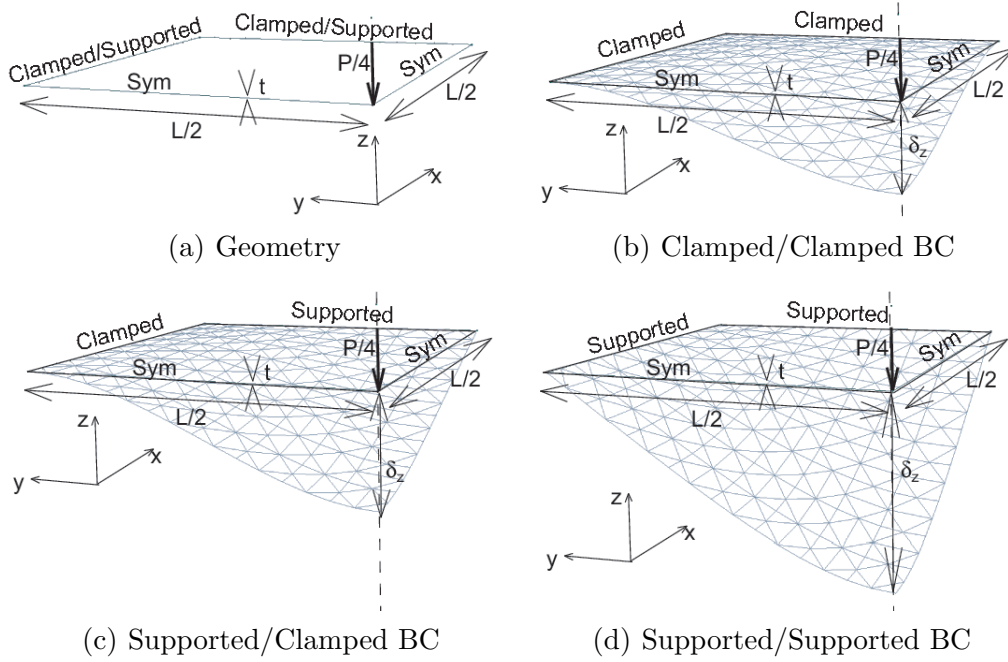 Clamped/Supported
Clamped/Supported
P/4
Sym
Sym
t
L/2
L/2
z
x
y
(a) Geometry
Clamped
Clamped
P/4
Sym
Sym
t
L/2
L/2
δz
z
x
y
(b) Clamped/Clamped BC
Supported
Clamped
P/4
Sym
Sym
t
L/2
L/2
δz
z
x
y
(c) Supported/Clamped BC
Supported
Supported
P/4
Sym
Sym
t
L/2
L/2
δz
z
x
y
(d) Supported/Supported BC